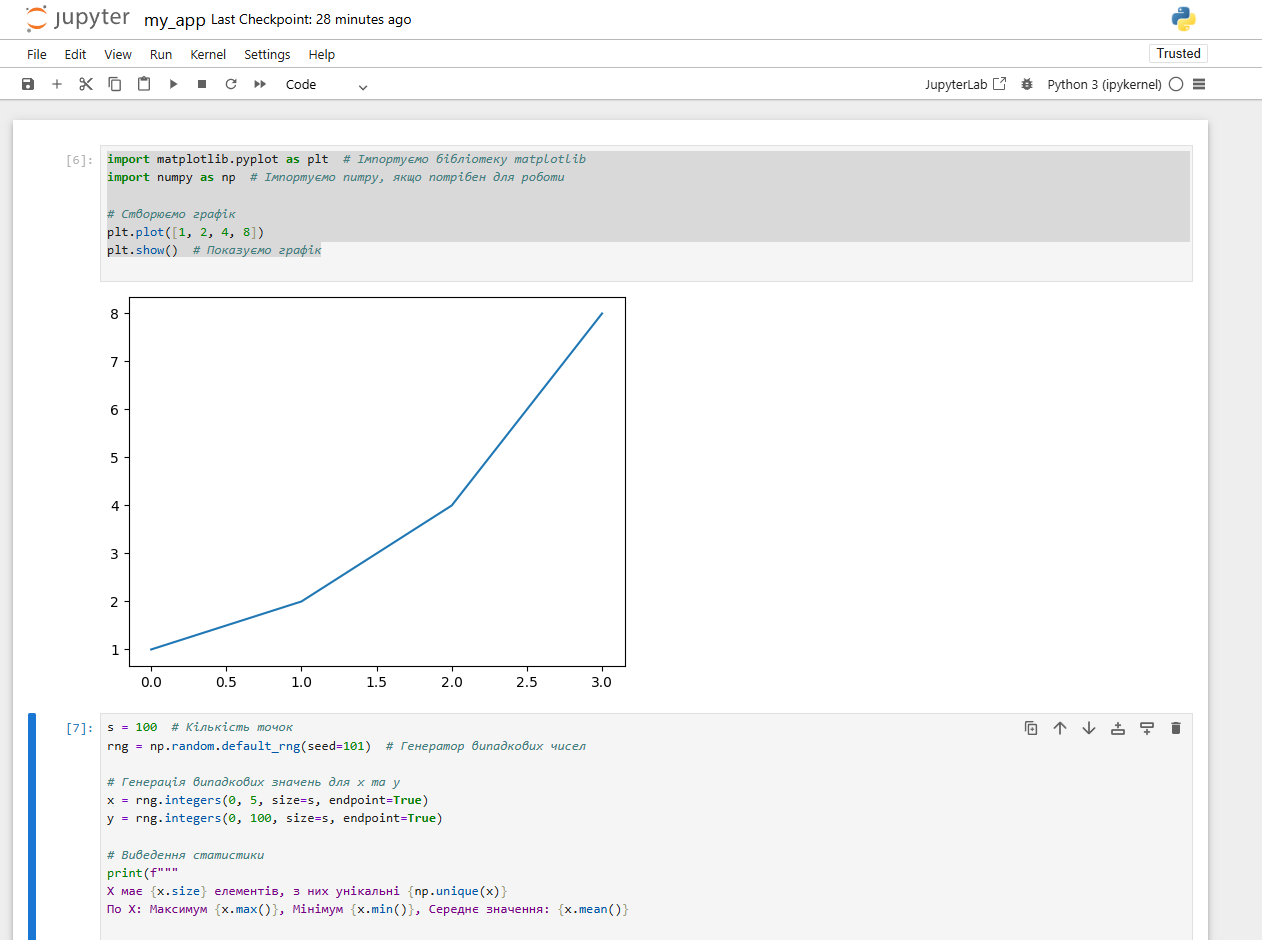 jupyter my_app Last Checkpoint: 28 minutes ago
File Edit View Run Kernel Settings Help Trusted
Code JupyterLab Python 3 (ipykernel)
[6]: import matplotlib.pyplot as plt  # Імпортуємо бібліотеку matplotlib
import numpy as np  # Імпортуємо numpy, якщо потрібен для роботи
# Створюємо графік
plt.plot([1, 2, 4, 8])
plt.show()  # Показуємо графік
8
7
6
5
4
3
2
1
0.0 0.5 1.0 1.5 2.0 2.5 3.0
[7]: s = 100  # Кількість точок
rng = np.random.default_rng(seed=101)  # Генератор випадкових чисел
# Генерація випадкових значень для x та y
x = rng.integers(0, 5, size=s, endpoint=True)
y = rng.integers(0, 100, size=s, endpoint=True)
# Виведення статистики
print(f"""
X має {x.size} елементів, з них унікальні {np.unique(x)}
По X: Максимум {x.max()}, Мінімум {x.min()}, Середнє значення: {x.mean()}